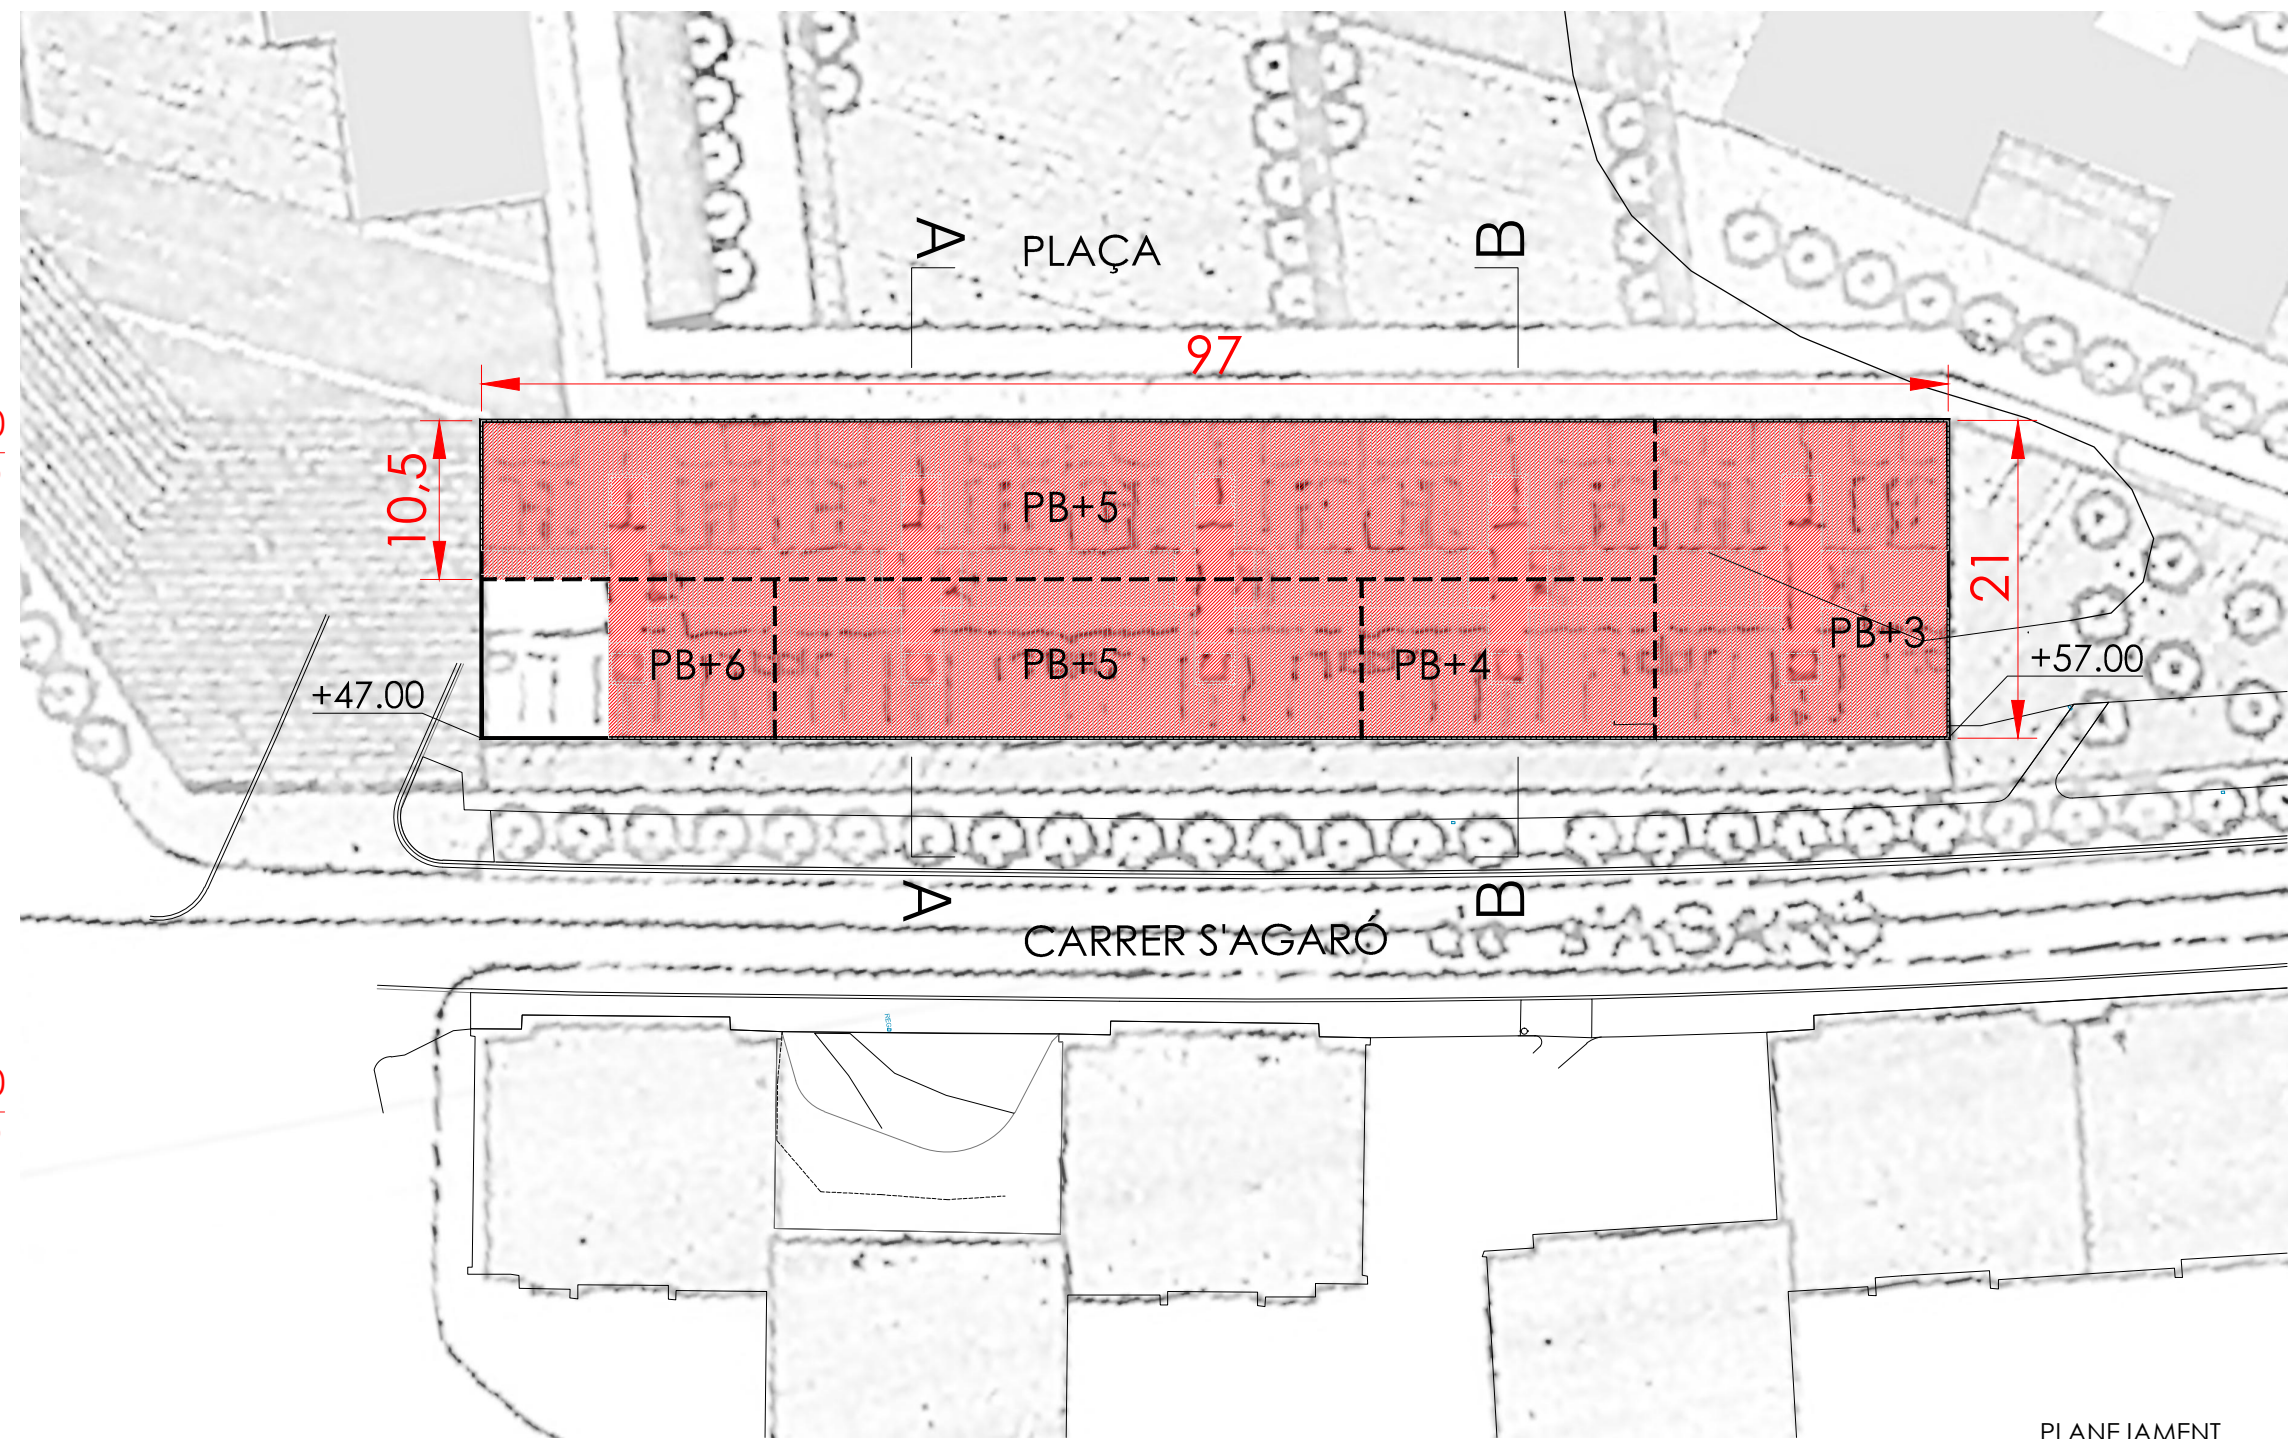 A
PLAÇA
B
97
10,5
PB+5
21
PB+6
PB+5
PB+4
PB+3
+57.00
+47.00
A
B
CARRER S'AGARÓ
S'AGARÓ
PLANEJAMENT